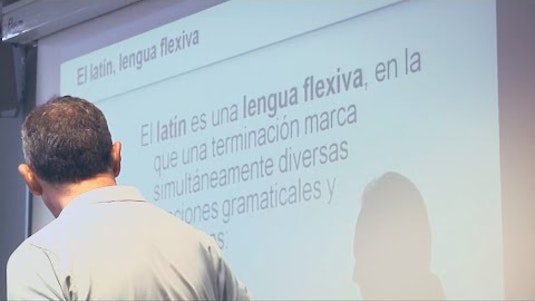 El latín, lengua flexiva
El latín es una lengua flexiva, en la
que una terminación marca
simultáneamente diversas
ciones gramaticales y